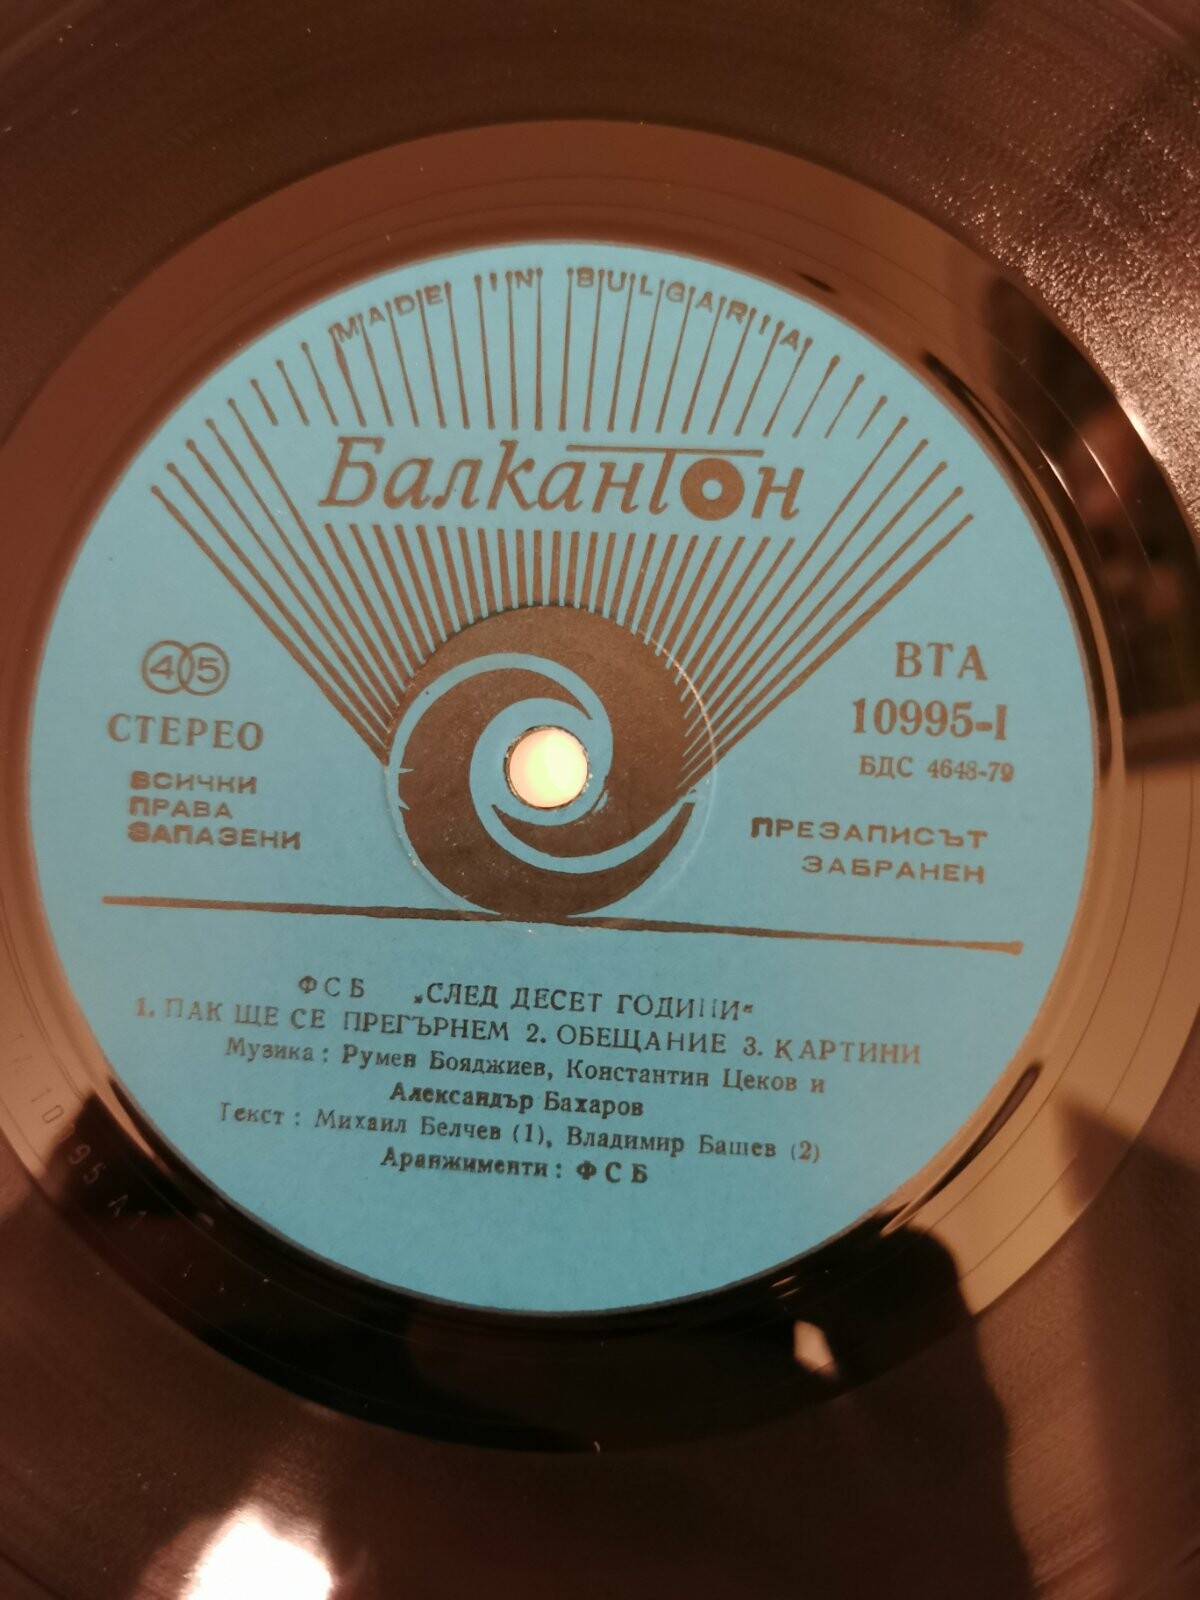 MADE IN BULGARIA
Балкантон
45
СТЕРЕО
ВСИЧКИ
ПРАВА
ЗАПАЗЕНИ
ВТА
10995-I
БДС 4648-79
ПРЕЗАПИСЪТ
ЗАБРАНЕН
ФСБ „СЛЕД ДЕСЕТ ГОДИНИ“
1. ПАК ЩЕ СЕ ПРЕГЪРНЕМ 2. ОБЕЩАНИЕ 3. КАРТИНИ
Музика: Румен Бояджиев, Константин Цеков и
Александър Бахаров
Текст: Михаил Белчев (1), Владимир Башев (2)
Аранжименти: ФСБ